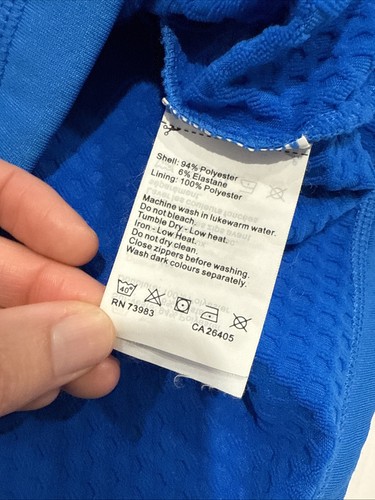 Shell: 94% Polyester
6% Elastane
Lining: 100% Polyester
Machine wash in lukewarm water.
Do not bleach.
Tumble Dry - Low heat.
Iron - Low Heat.
Do not dry clean.
Close zippers before washing.
Wash dark colours separately.
40°
RN 73983 CA 26405